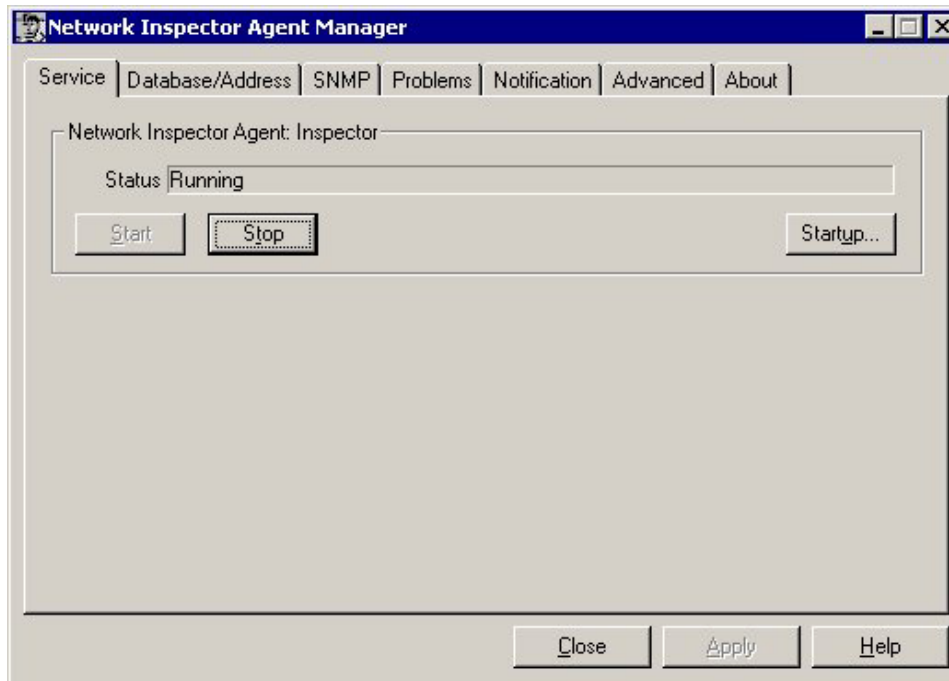 Network Inspector Agent Manager
Service Database/Address SNMP Problems Notification Advanced About
Network Inspector Agent: Inspector
Status Running
Start Stop Startup...
Close Apply Help